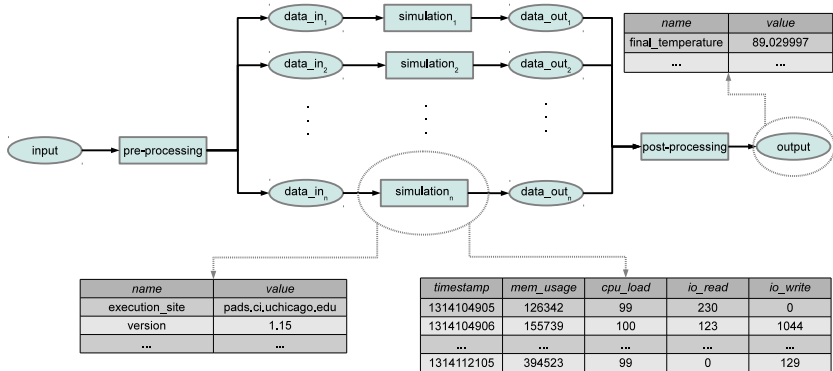 data_in1 simulation1 data_out1
name value
final_temperature 89.029997
... ...
data_in2 simulation2 data_out2
. . .
. . .
. . .
input pre-processing post-processing output
data_inn simulationn data_outn
name value
execution_site pads.ci.uchicago.edu
version 1.15
... ...
timestamp mem_usage cpu_load io_read io_write
1314104905 126342 99 230 0
1314104906 155739 100 123 1044
... ... ... ... ...
1314112105 394523 99 0 129